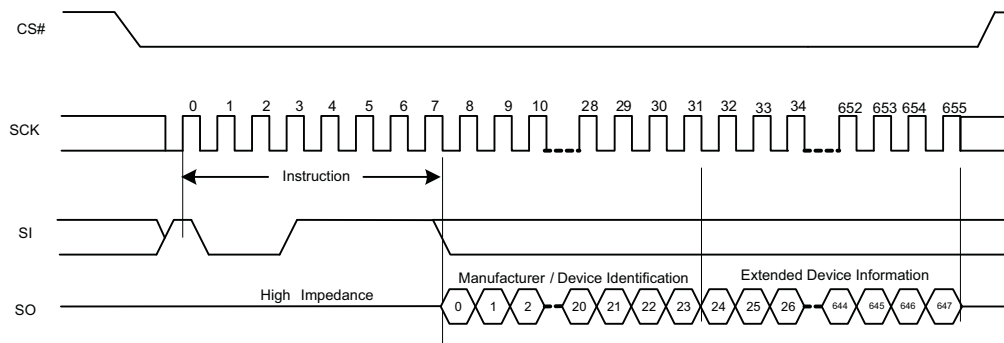 CS#
0 1 2 3 4 5 6 7 8 9 10 28 29 30 31 32 33 34 652 653 654 655
SCK
Instruction
SI
Manufacturer / Device Identification Extended Device Information
High Impedance
SO
0 1 2 20 21 22 23 24 25 26 644 645 646 647